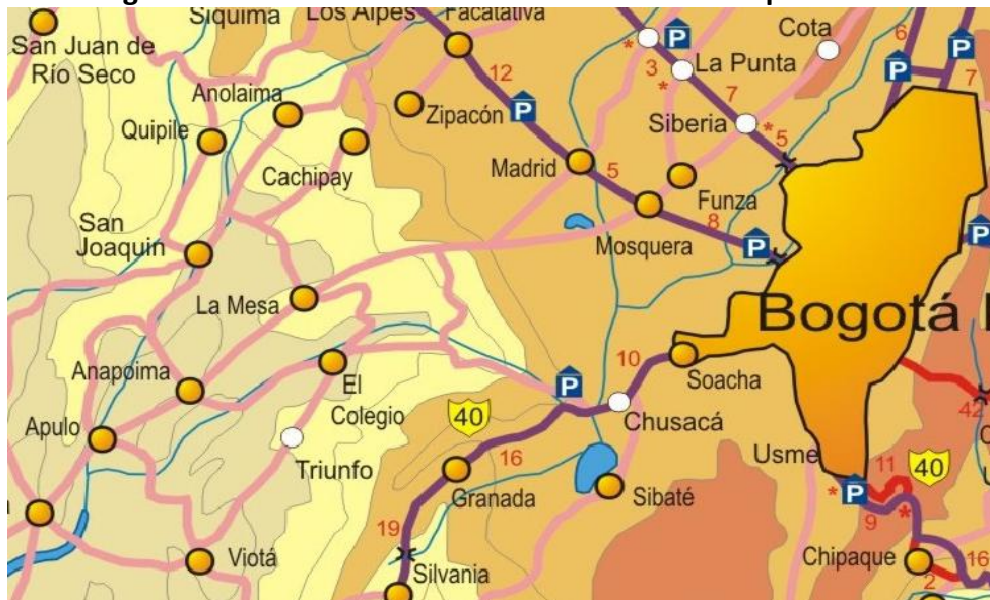 Siquima
Los Alpes
Facatativa
Cota
San Juan de
Río Seco
12
P
*
P
3
*
La Punta
6
P
P
7
Anolaima
Zipacón
P
7
Siberia
*
5
Quipile
Cachipay
Madrid
5
Funza
San
Joaquin
Mosquera
8
P
P
La Mesa
Bogotá
10
Soacha
Anapoima
El
Colegio
P
40
Chusacá
42
Apulo
Triunfo
16
Usme
11
40
Granada
Sibaté
*
P
9
*
19
Viotá
Silvania
Chipaque
16
2